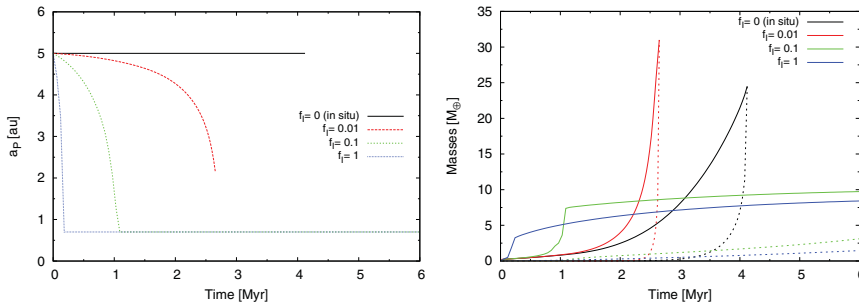 6
5
4
3
2
1
0
0 1 2 3 4 5 6
a_P [au]
Time [Myr]
f_I= 0 (in situ)
f_I= 0.01
f_I= 0.1
f_I= 1
35
30
25
20
15
10
5
0
0 1 2 3 4 5 6
Masses [M_⊕]
Time [Myr]
f_I= 0 (in situ)
f_I= 0.01
f_I= 0.1
f_I= 1